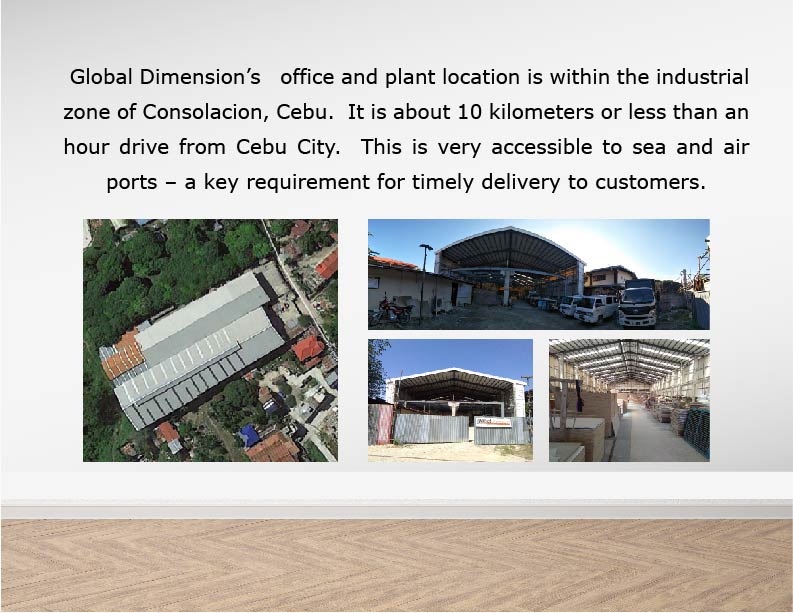 Global Dimension’s   office and plant location is within the industrial
zone of Consolacion, Cebu.  It is about 10 kilometers or less than an
hour drive from Cebu City.  This is very accessible to sea and air
ports – a key requirement for timely delivery to customers.